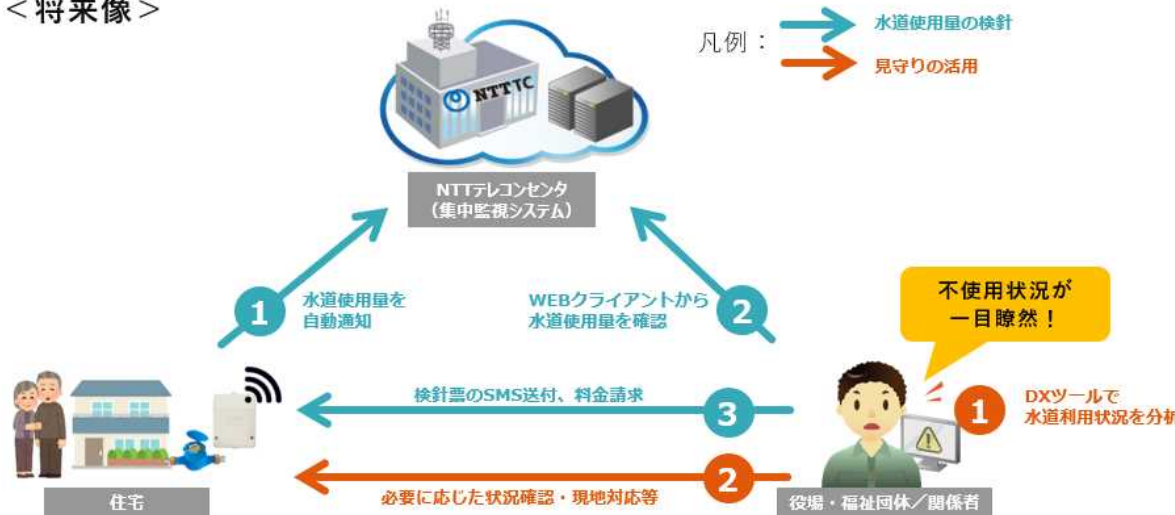 ＜将来像＞
凡例：
水道使用量の検針
見守りの活用
NTT TC
NTTテレコンセンタ
（集中監視システム）
1
水道使用量を
自動通知
WEBクライアントから
水道使用量を確認
2
不使用状況が
一目瞭然！
検針票のSMS送付、料金請求
3
1
DXツールで
水道利用状況を分析
必要に応じた状況確認・現地対応等
2
住宅
役場・福祉団体／関係者